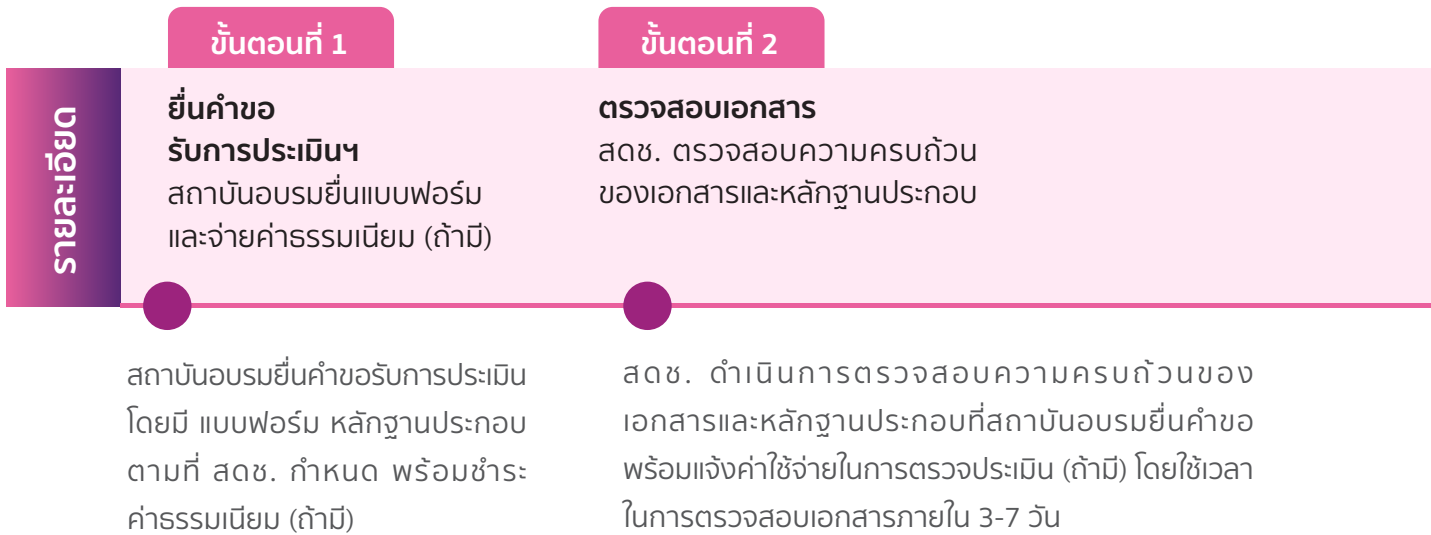 ขั้นตอนที่ 1
ขั้นตอนที่ 2
รายละเอียด
ยื่นคำขอ
รับการประเมินฯ
สถาบันอบรมยื่นแบบฟอร์ม
และจ่ายค่าธรรมเนียม (ถ้ามี)
ตรวจสอบเอกสาร
สดช. ตรวจสอบความครบถ้วน
ของเอกสารและหลักฐานประกอบ
สถาบันอบรมยื่นคำขอรับการประเมิน
โดยมี แบบฟอร์ม หลักฐานประกอบ
ตามที่ สดช. กำหนด พร้อมชำระ
ค่าธรรมเนียม (ถ้ามี)
สดช. ดำเนินการตรวจสอบความครบถ้วนของ
เอกสารและหลักฐานประกอบที่สถาบันอบรมยื่นคำขอ
พร้อมแจ้งค่าใช้จ่ายในการตรวจประเมิน (ถ้ามี) โดยใช้เวลา
ในการตรวจสอบเอกสารภายใน 3-7 วัน